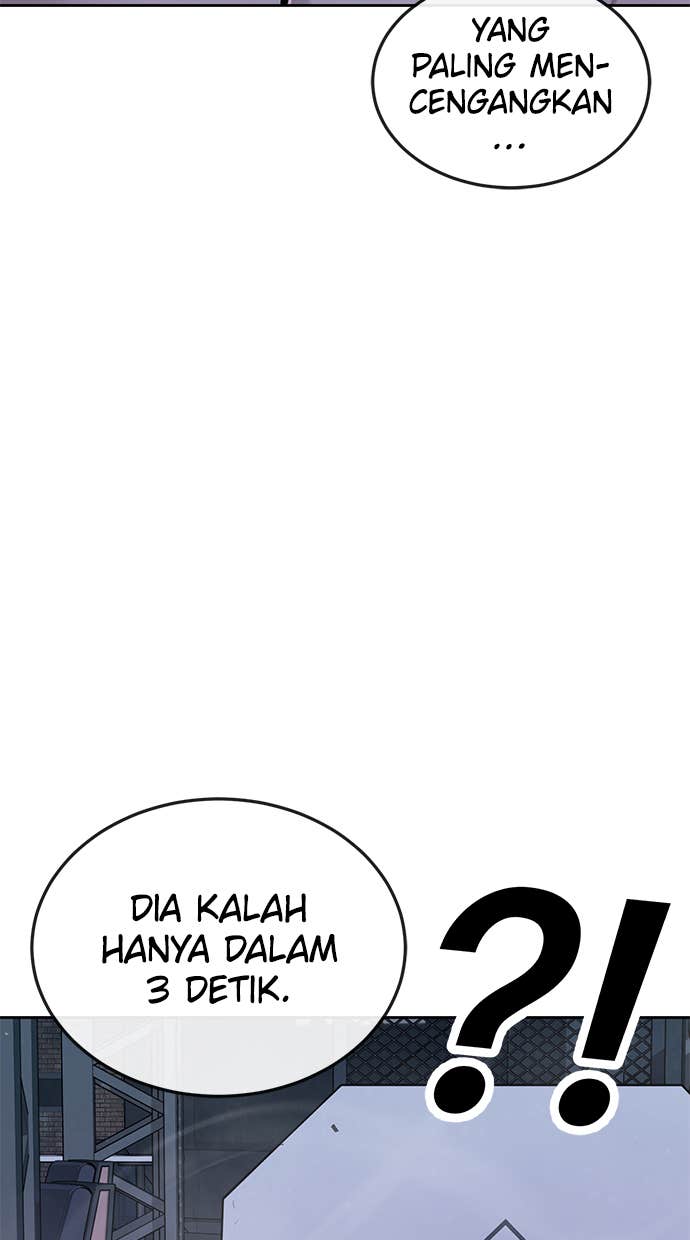 YANG
PALING MEN-
CENGANGKAN
...
DIA KALAH
HANYA DALAM
3 DETIK.
?!